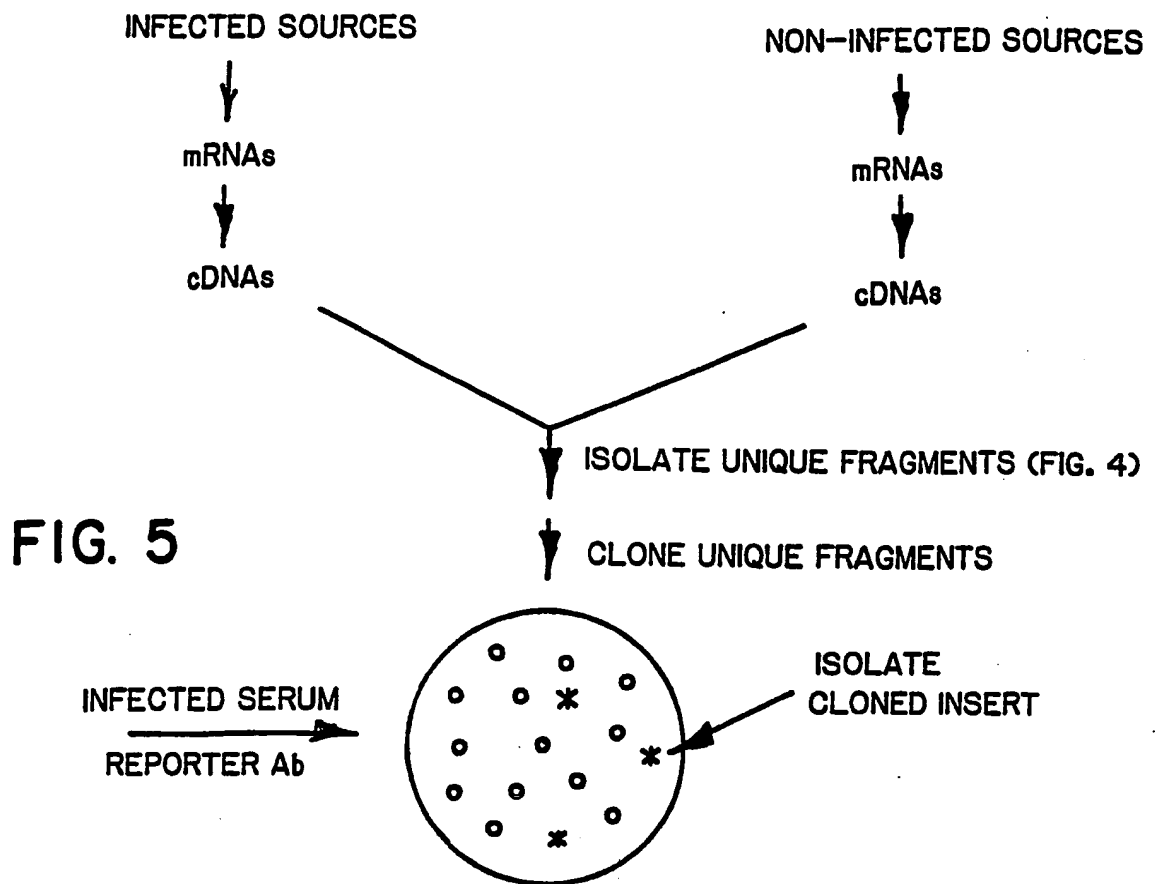 INFECTED SOURCES
NON-INFECTED SOURCES
mRNAs
mRNAs
cDNAs
cDNAs
ISOLATE UNIQUE FRAGMENTS (FIG. 4)
FIG. 5
CLONE UNIQUE FRAGMENTS
ISOLATE
CLONED INSERT
INFECTED SERUM
REPORTER Ab